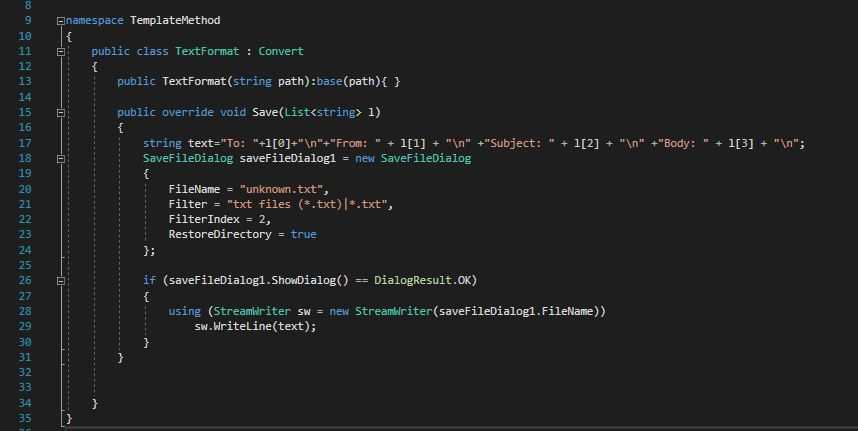 8
9 namespace TemplateMethod
10 {
11 public class TextFormat : Convert
12 {
13 public TextFormat(string path):base(path){ }
14
15 public override void Save(List<string> l)
16 {
17 string text="To: "+l[0]+"\n"+"From: " + l[1] + "\n" +"Subject: " + l[2] + "\n" +"Body: " + l[3] + "\n";
18 SaveFileDialog saveFileDialog1 = new SaveFileDialog
19 {
20 FileName = "unknown.txt",
21 Filter = "txt files (*.txt)|*.txt",
22 FilterIndex = 2,
23 RestoreDirectory = true
24 };
25
26 if (saveFileDialog1.ShowDialog() == DialogResult.OK)
27 {
28 using (StreamWriter sw = new StreamWriter(saveFileDialog1.FileName))
29 sw.WriteLine(text);
30 }
31 }
32
33
34 }
35 }